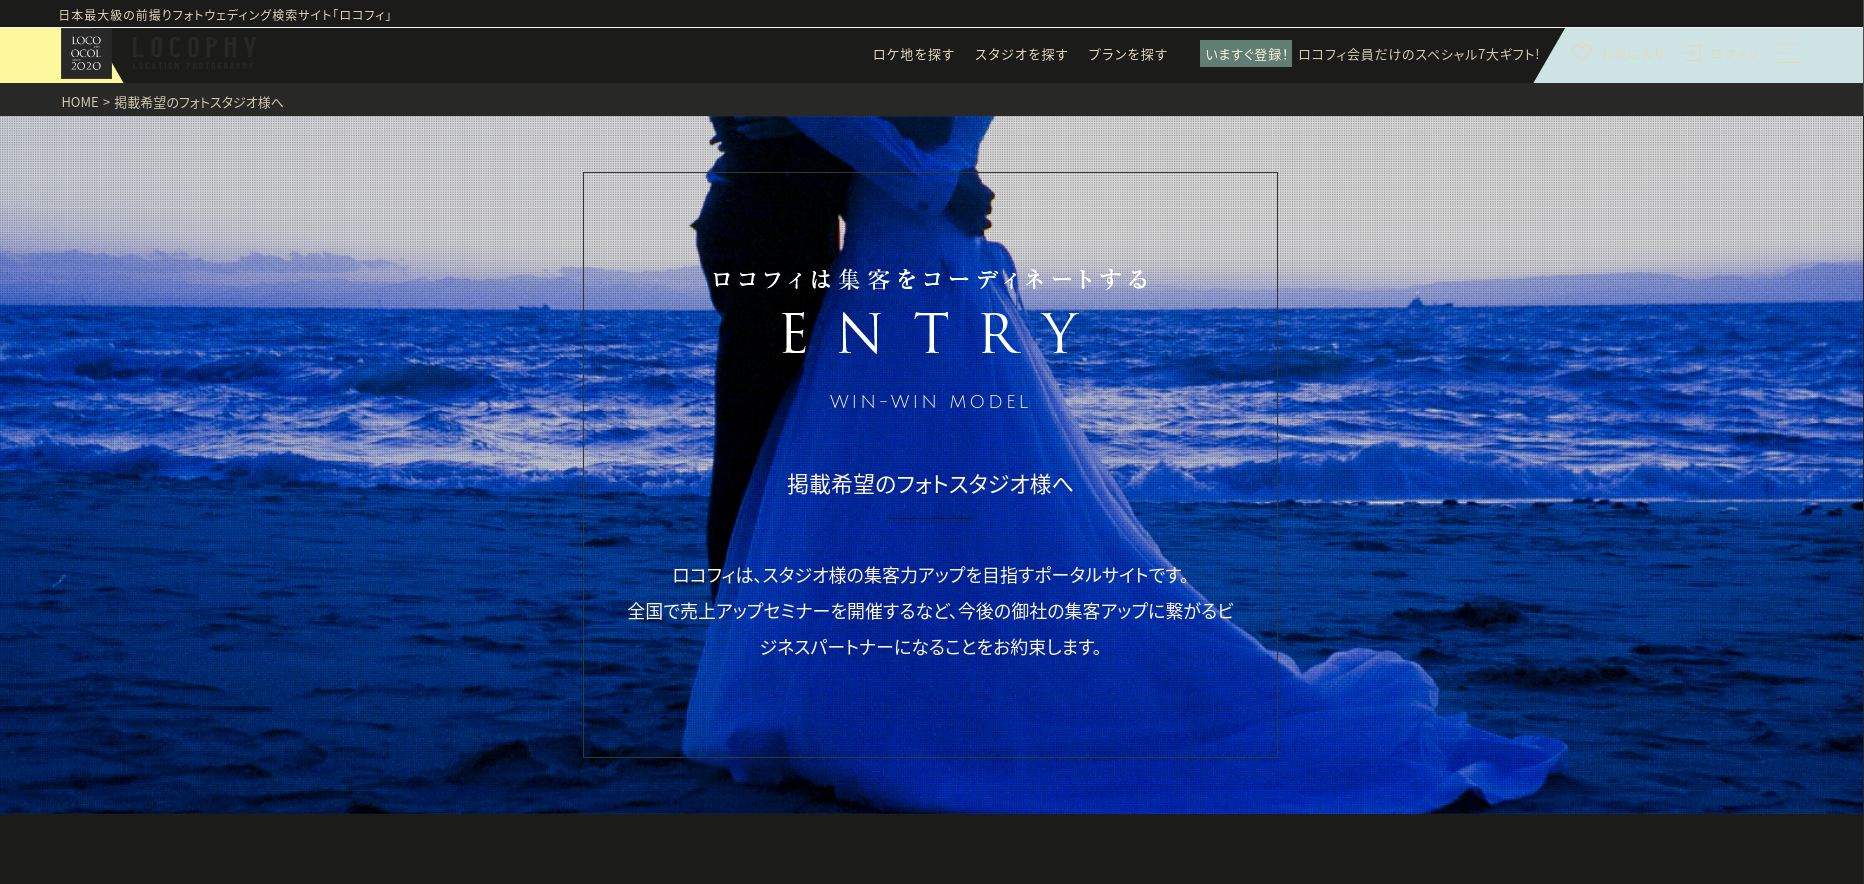 日本最大級の前撮りフォトウェディング検索サイト「ロコフィ」
LOCO
OCOL
2020
LOCOPHY
LOCATION PHOTOGRAPHY
ロケ地を探す スタジオを探す プランを探す いますぐ登録! ロコフィ会員だけのスペシャル7大ギフト!
HOME > 掲載希望のフォトスタジオ様へ
ロコフィは集客をコーディネートする
ENTRY
WIN-WIN MODEL
掲載希望のフォトスタジオ様へ
ロコフィは、スタジオ様の集客力アップを目指すポータルサイトです。
全国で売上アップセミナーを開催するなど、今後の御社の集客アップに繋がるビ
ジネスパートナーになることをお約束します。